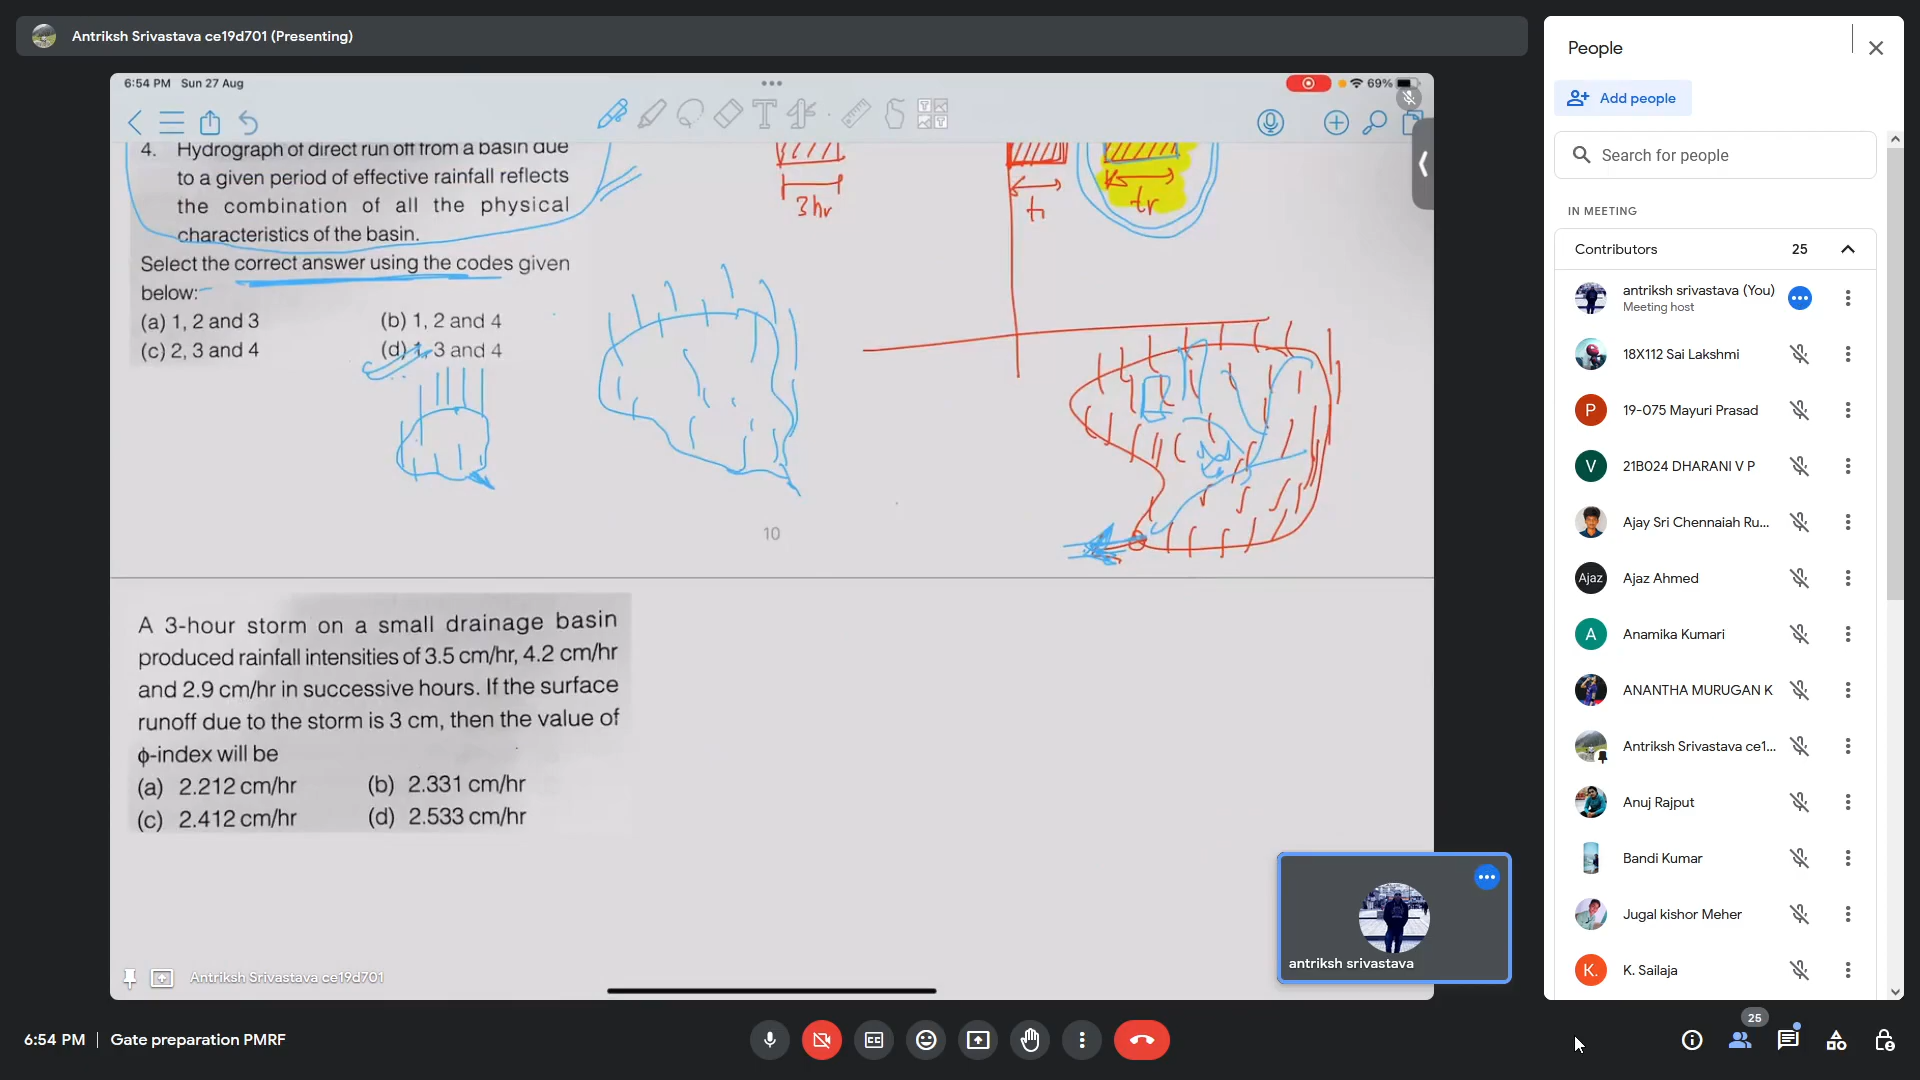 Antriksh Srivastava ce19d701 (Presenting)
6:54 PM Sun 27 Aug
69%
4. Hydrograph of direct run off from a basin due
to a given period of effective rainfall reflects
the combination of all the physical
characteristics of the basin.
Select the correct answer using the codes given
below:
(a) 1, 2 and 3
(b) 1, 2 and 4
(c) 2, 3 and 4
(d) 1, 3 and 4
3hr
tr
10
A 3-hour storm on a small drainage basin
produced rainfall intensities of 3.5 cm/hr, 4.2 cm/hr
and 2.9 cm/hr in successive hours. If the surface
runoff due to the storm is 3 cm, then the value of
ϕ-index will be
(a) 2.212 cm/hr
(b) 2.331 cm/hr
(c) 2.412 cm/hr
(d) 2.533 cm/hr
Antriksh Srivastava ce19d701
antriksh srivastava
People
Add people
Search for people
IN MEETING
Contributors 25
antriksh srivastava (You)
Meeting host
18X112 Sai Lakshmi
P 19-075 Mayuri Prasad
V 21B024 DHARANI V P
Ajay Sri Chennaiah Ru...
Ajaz Ajaz Ahmed
A Anamika Kumari
ANANTHA MURUGAN K
Antriksh Srivastava ce1...
Anuj Rajput
Bandi Kumar
Jugal kishor Meher
K. K. Sailaja
6:54 PM | Gate preparation PMRF
25